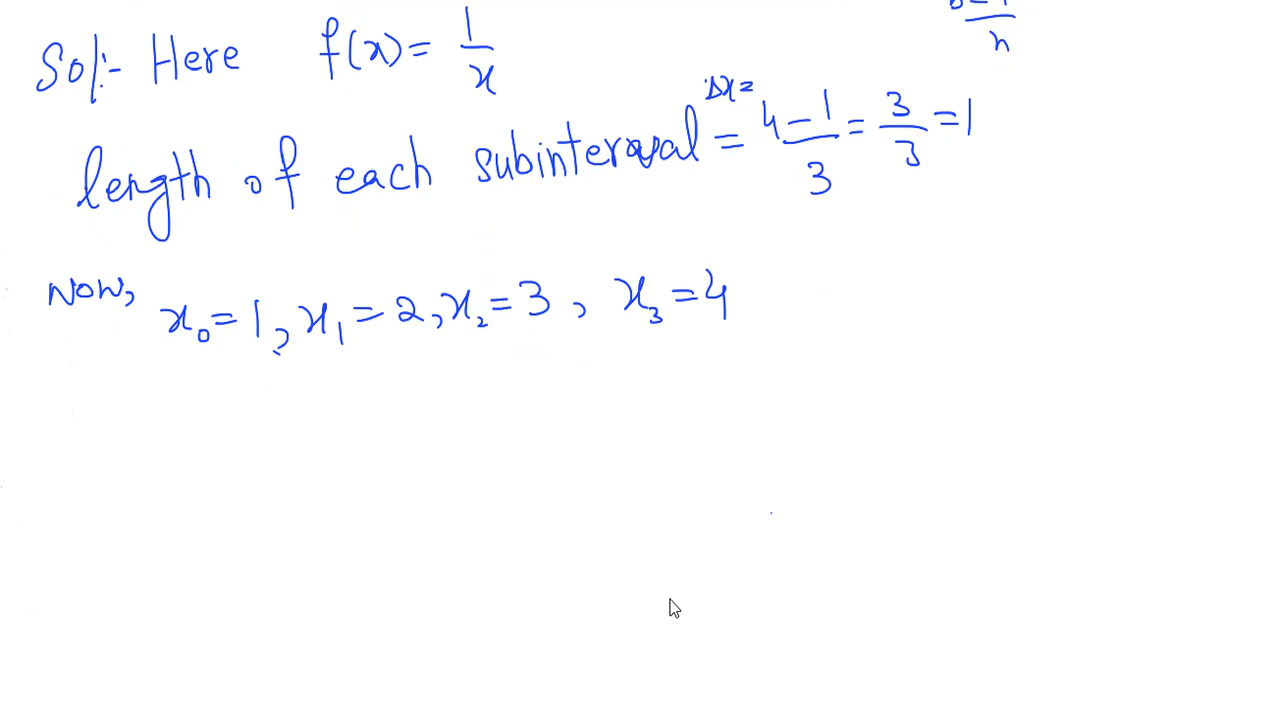 Sol:- Here f(x) = 1/x
n
length of each subinterval Δx = = 4-1/3 = 3/3 = 1
Now, x₀ = 1, x₁ = 2, x₂ = 3, x₃ = 4